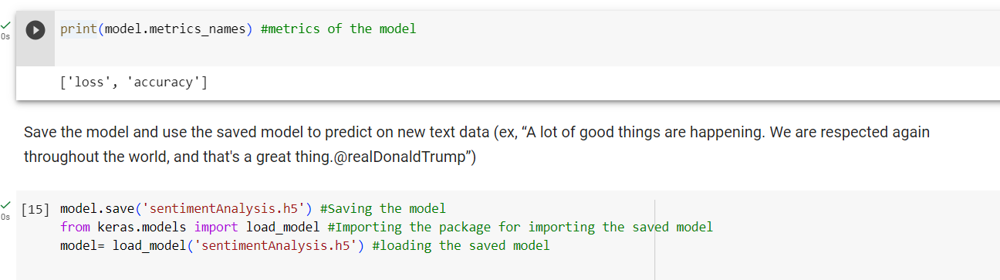 print(model.metrics_names) #metrics of the model
0s
['loss', 'accuracy']
Save the model and use the saved model to predict on new text data (ex, “A lot of good things are happening. We are respected again
throughout the world, and that's a great thing.@realDonaldTrump”)
[15] model.save('sentimentAnalysis.h5') #Saving the model
0s
from keras.models import load_model #Importing the package for importing the saved model
model= load_model('sentimentAnalysis.h5') #loading the saved model